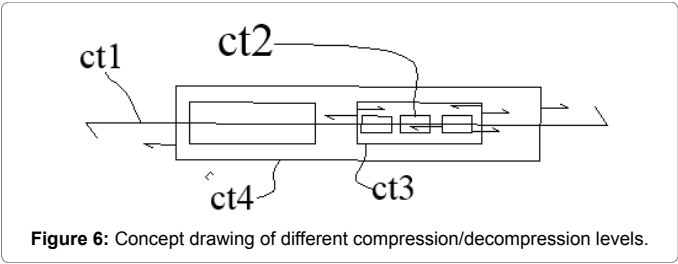 ct2
ct1
ct4
ct3
Figure 6: Concept drawing of different compression/decompression levels.